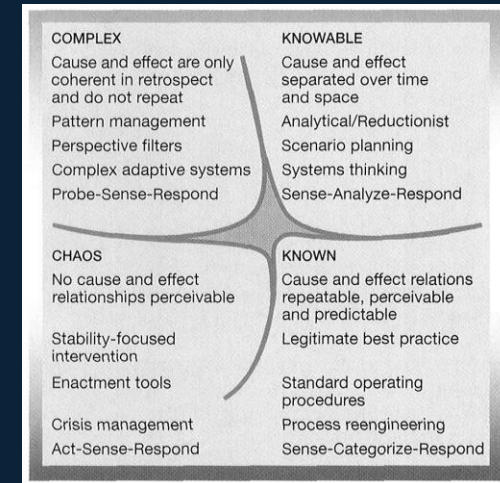 COMPLEX
Cause and effect are only
coherent in retrospect
and do not repeat
Pattern management
Perspective filters
Complex adaptive systems
Probe-Sense-Respond
KNOWABLE
Cause and effect
separated over time
and space
Analytical/Reductionist
Scenario planning
Systems thinking
Sense-Analyze-Respond
CHAOS
No cause and effect
relationships perceivable
Stability-focused
intervention
Enactment tools
Crisis management
Act-Sense-Respond
KNOWN
Cause and effect relations
repeatable, perceivable
and predictable
Legitimate best practice
Standard operating
procedures
Process reengineering
Sense-Categorize-Respond